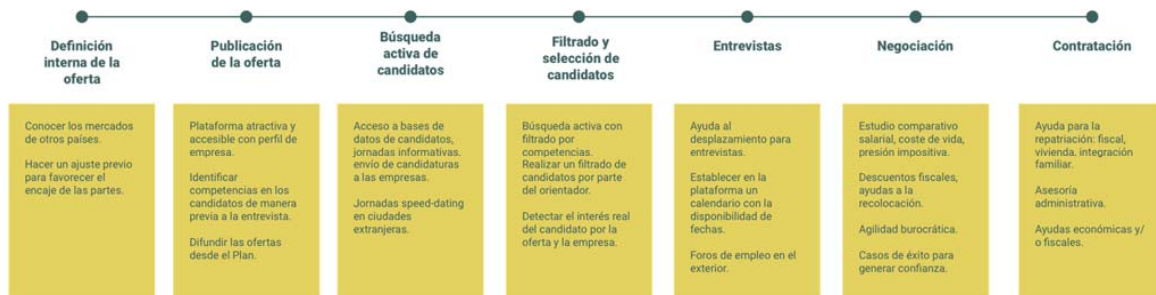 Definición
interna de la
oferta
Publicación
de la oferta
Búsqueda
activa de
candidatos
Filtrado y
selección de
candidatos
Entrevistas
Negociación
Contratación
Conocer los mercados
de otros países.
Hacer un ajuste previo
para favorecer el
encaje de las partes.
Plataforma atractiva y
accesible con perfil de
empresa.
Identificar
competencias en los
candidatos de manera
previa a la entrevista.
Difundir las ofertas
desde el Plan.
Acceso a bases de
datos de candidatos,
jornadas informativas.
envío de candidaturas
a las empresas.
Jornadas speed-dating
en ciudades
extranjeras.
Búsqueda activa con
filtrado por
competencias.
Realizar un filtrado de
candidatos por parte
del orientador.
Detectar el interés real
del candidato por la
oferta y la empresa.
Ayuda al
desplazamiento para
entrevistas.
Establecer en la
plataforma un
calendario con la
disponibilidad de
fechas.
Foros de empleo en el
exterior.
Estudio comparativo
salarial, coste de vida,
presión impositiva.
Descuentos fiscales,
ayudas a la
recolocación.
Agilidad burocrática.
Casos de éxito para
generar confianza.
Ayuda para la
repatriación: fiscal,
vivienda. integración
familiar.
Asesoría
administrativa.
Ayudas económicas y/
o fiscales.